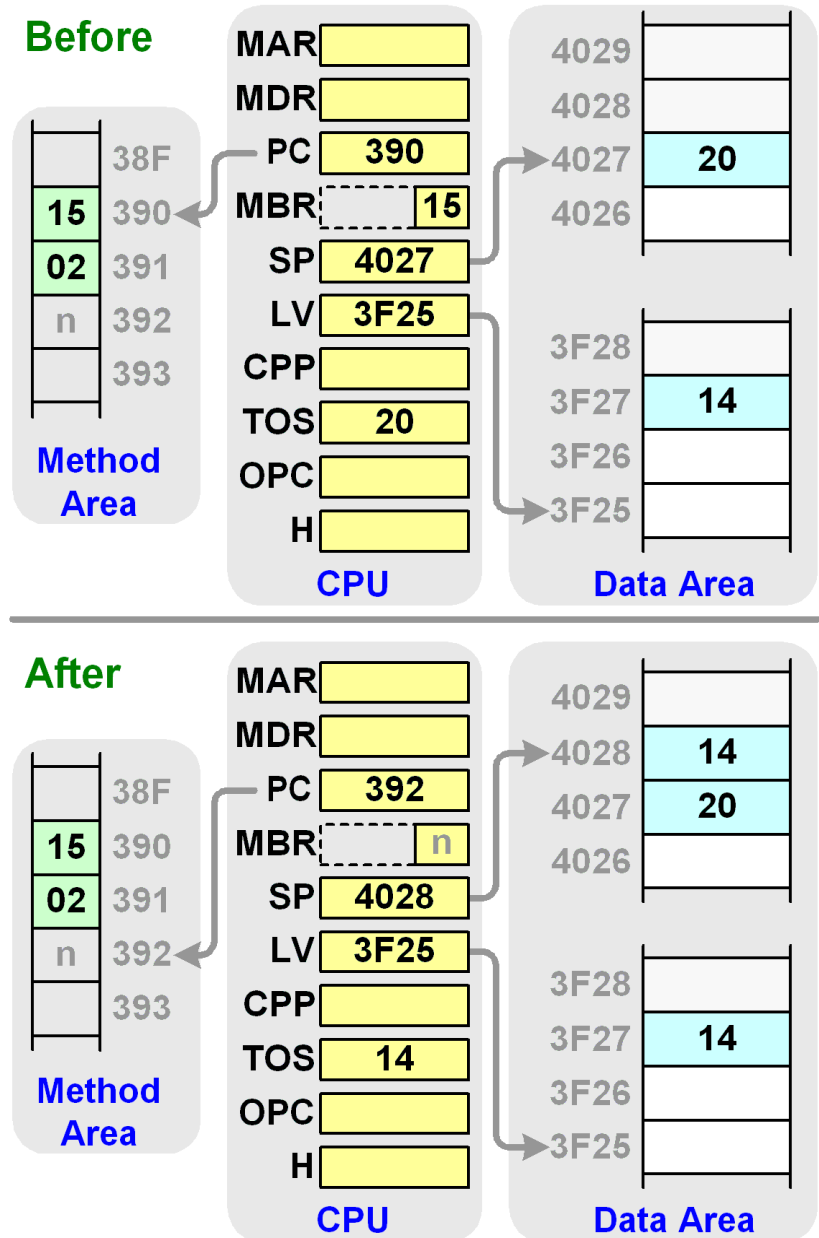 Before
15
02
n
38F
390
391
392
393
Method
Area
MAR
MDR
PC 390
MBR 15
SP 4027
LV 3F25
CPP
TOS 20
OPC
H
CPU
4029
4028
4027 20
4026
3F28
3F27 14
3F26
3F25
Data Area
After
38F
15 390
02 391
n 392
393
Method
Area
MAR
MDR
PC 392
MBR n
SP 4028
LV 3F25
CPP
TOS 14
OPC
H
CPU
4029
4028 14
4027 20
4026
3F28
3F27 14
3F26
3F25
Data Area